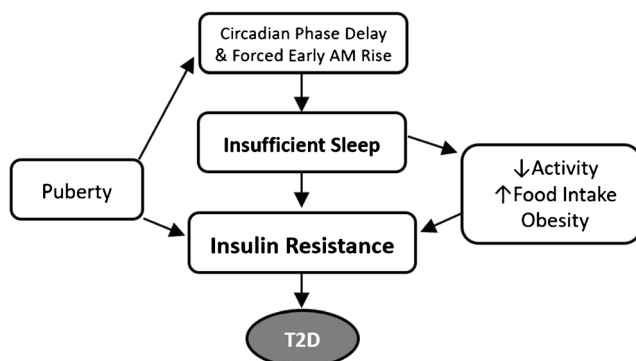 Circadian Phase Delay
& Forced Early AM Rise
Insufficient Sleep
Puberty
↓Activity
↑Food Intake
Obesity
Insulin Resistance
T2D